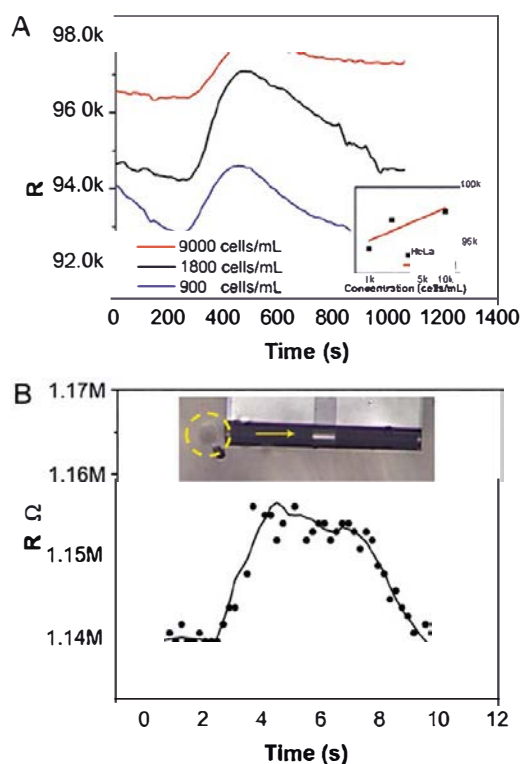 A
98.0k
96 0k
94.0k
92.0k
R
9000 cells/mL
1800 cells/mL
900 cells/mL
100k
95k
HeLa
1k 5k 10k
Concentration (cells/mL)
0 200 400 600 800 1000 1200 1400
Time (s)
B
1.17M
1.16M
1.15M
1.14M
R Ω
0 2 4 6 8 10 12
Time (s)